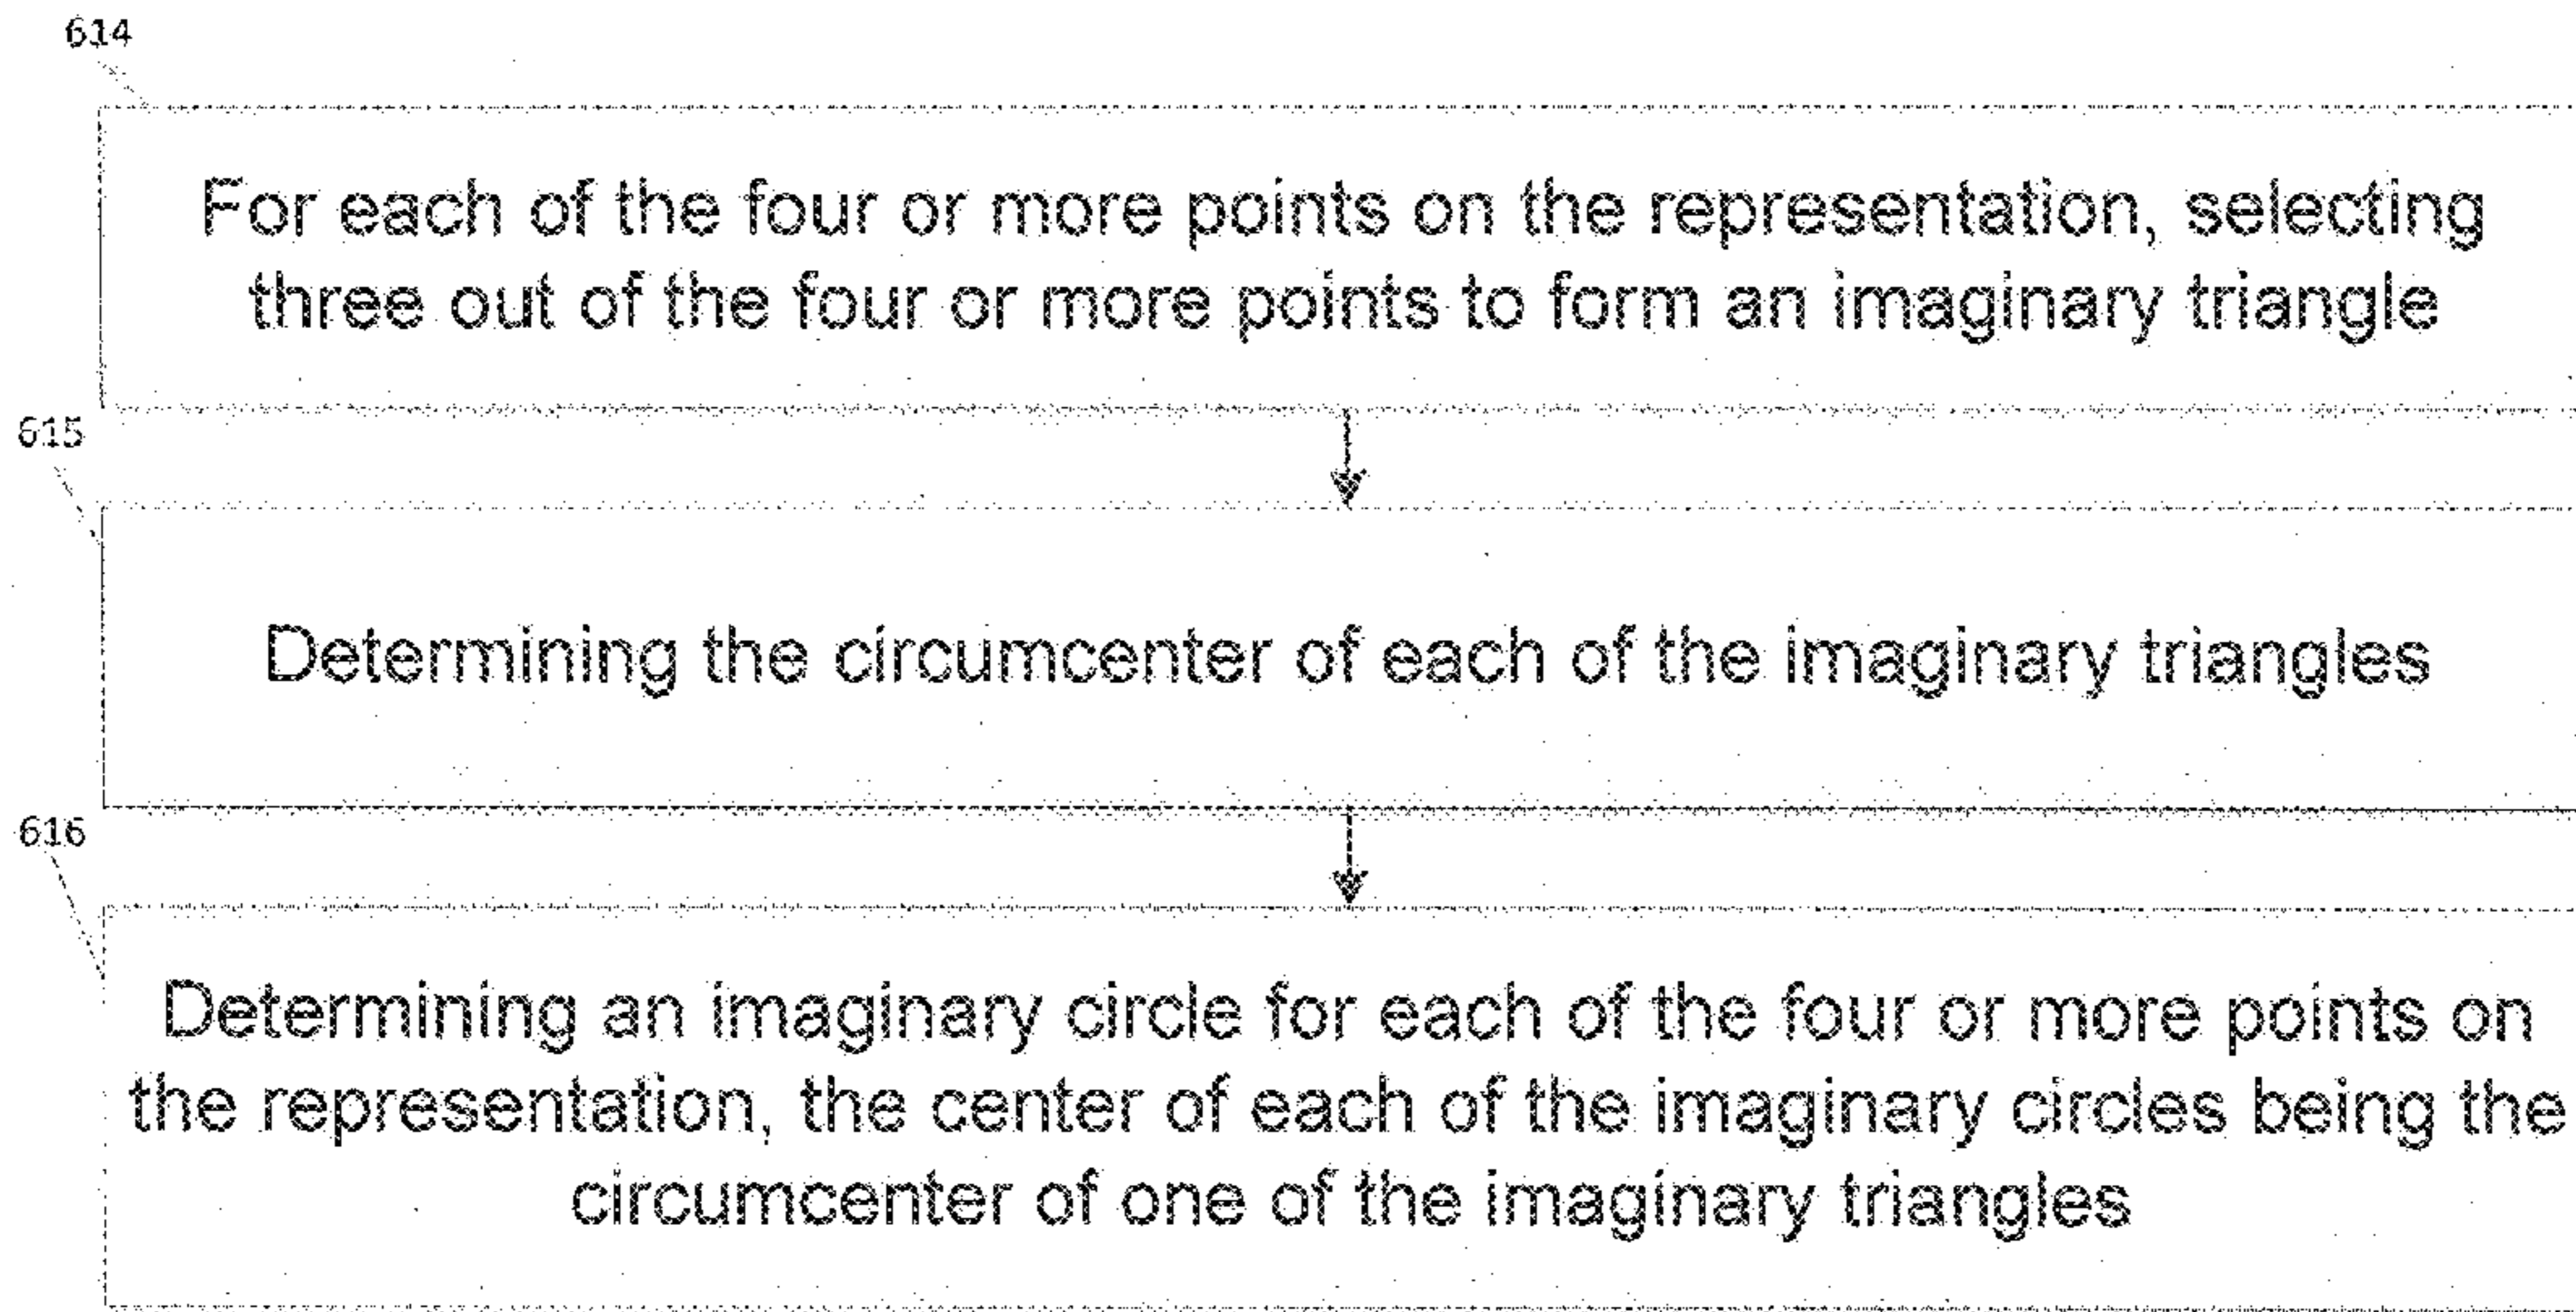 614
For each of the four or more points on the representation, selecting
three out of the four or more points to form an imaginary triangle
615
Determining the circumcenter of each of the imaginary triangles
616
Determining an imaginary circle for each of the four or more points on
the representation, the center of each of the imaginary circles being the
circumcenter of one of the imaginary triangles